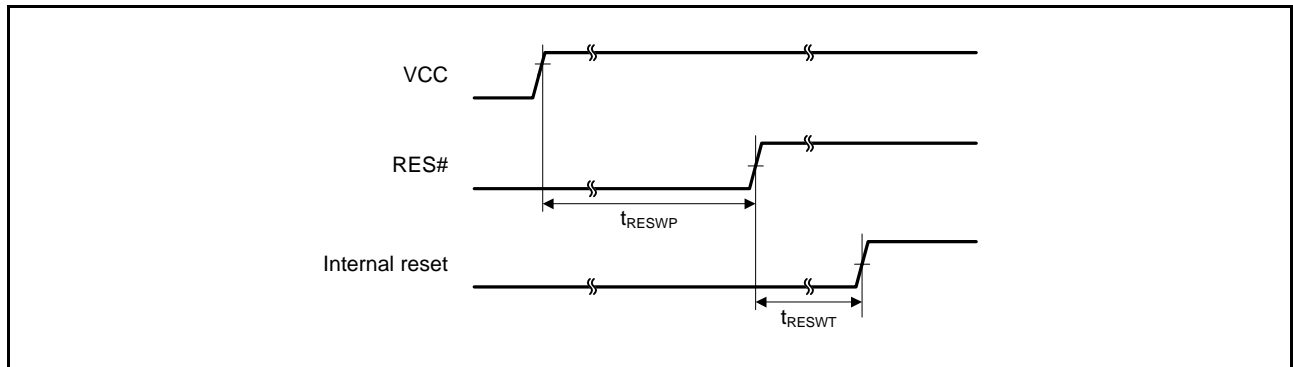 VCC
RES#
tRESWP
Internal reset
tRESWT